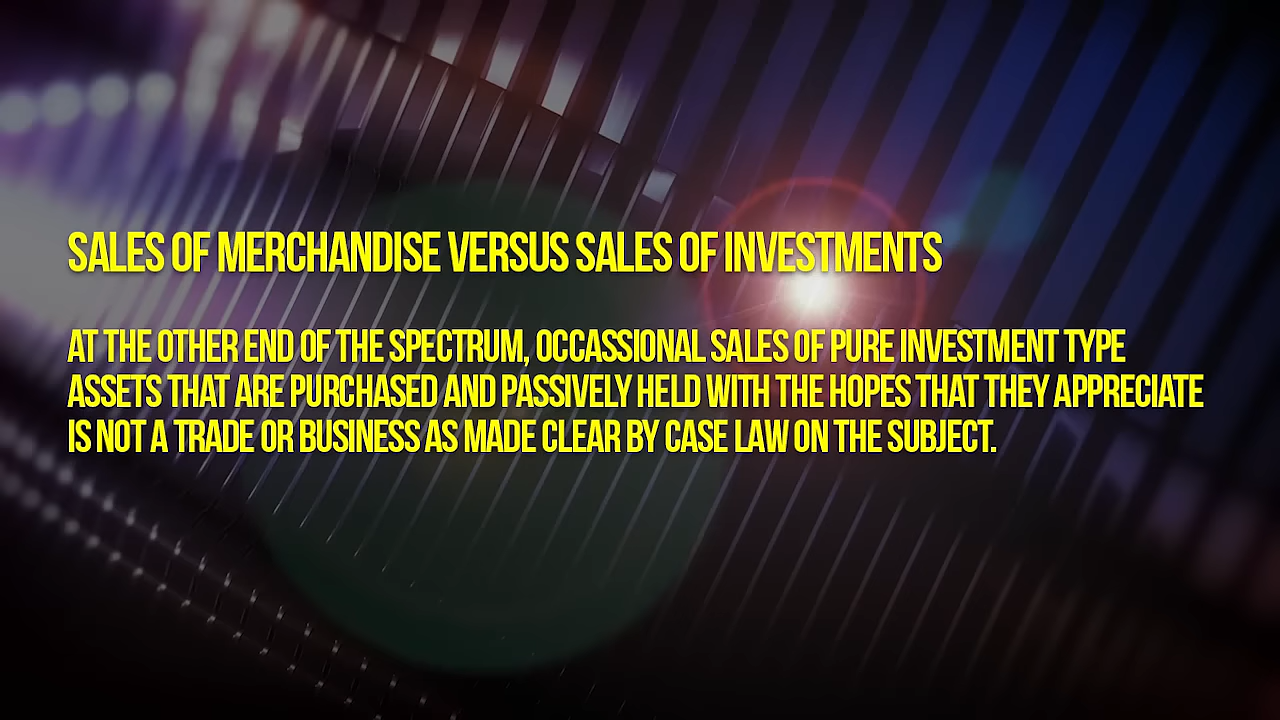 SALES OF MERCHANDISE VERSUS SALES OF INVESTMENTS
AT THE OTHER END OF THE SPECTRUM, OCCASSIONAL SALES OF PURE INVESTMENT TYPE
ASSETS THAT ARE PURCHASED AND PASSIVELY HELD WITH THE HOPES THAT THEY APPRECIATE
IS NOT A TRADE OR BUSINESS AS MADE CLEAR BY CASE LAW ON THE SUBJECT.